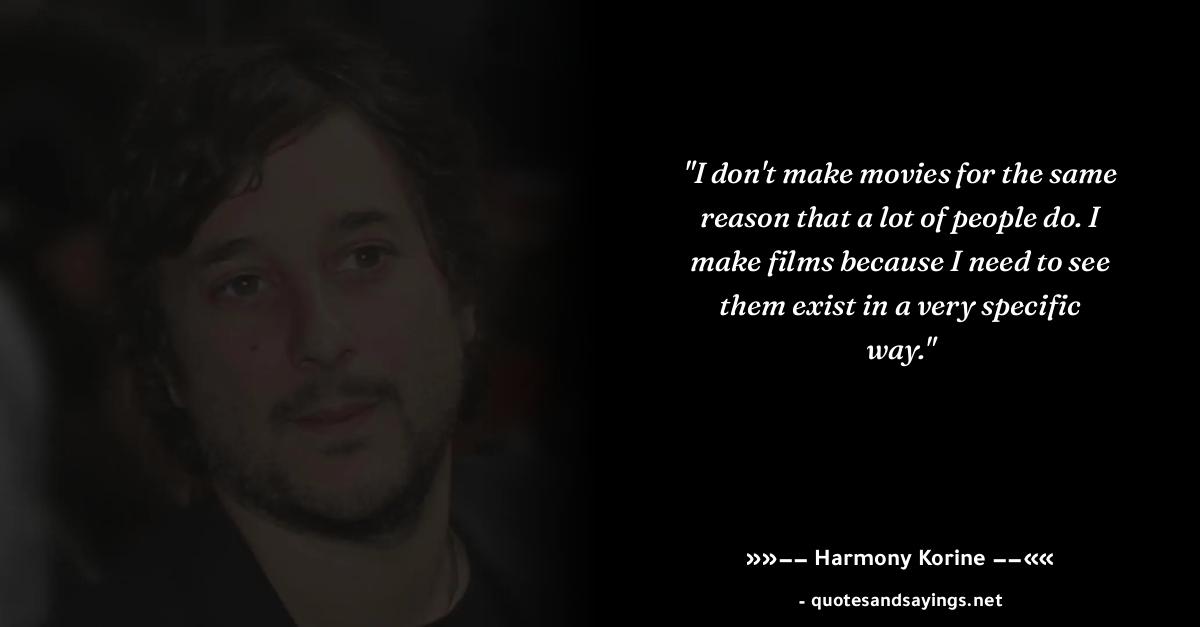 "I don't make movies for the same
reason that a lot of people do. I
make films because I need to see
them exist in a very specific
way."
»»−− Harmony Korine −−««
- quotesandsayings.net